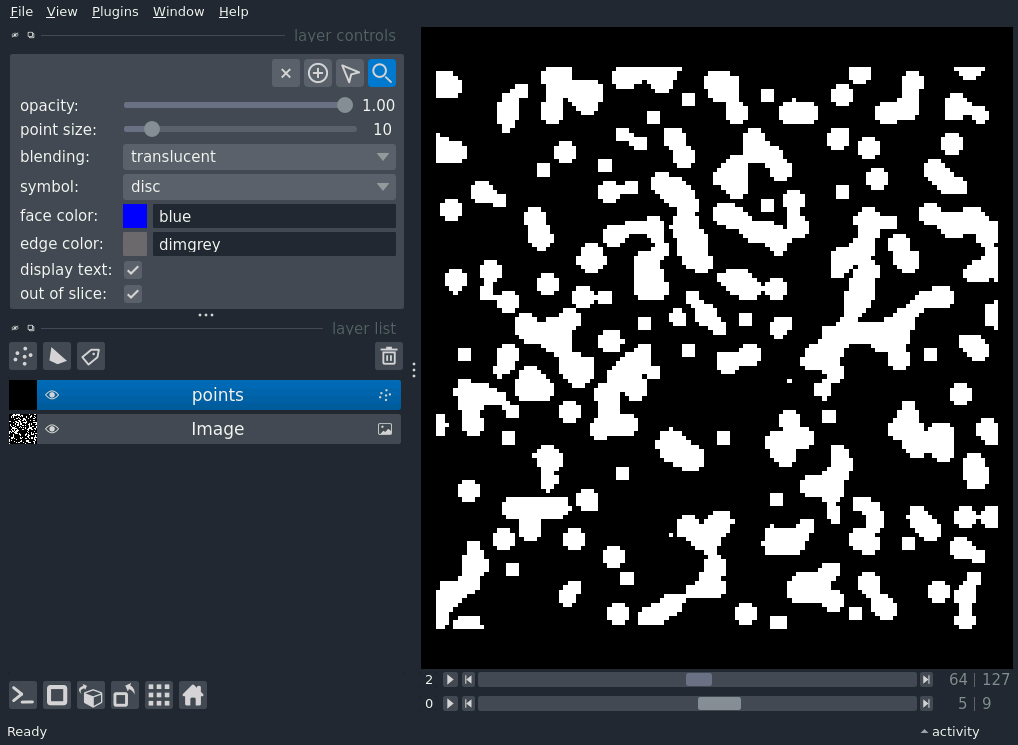 File View Plugins Window Help
layer controls
opacity: 1.00
point size: 10
blending: translucent
symbol: disc
face color: blue
edge color: dimgrey
display text:
out of slice:
layer list
points
Image
2 64 | 127
0 5 | 9
Ready activity